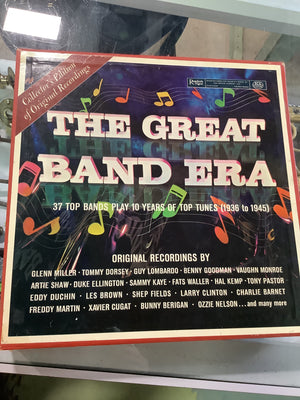 Collector's Edition
of Original Recordings
THE GREAT
BAND ERA
37 TOP BANDS PLAY 10 YEARS OF TOP TUNES (1936 to 1945)
ORIGINAL RECORDINGS BY
GLENN MILLER • TOMMY DORSEY • GUY LOMBARDO • BENNY GOODMAN • VAUGHN MONROE
ARTIE SHAW • DUKE ELLINGTON • SAMMY KAYE • FATS WALLER • HAL KEMP • TONY PASTOR
EDDY DUCHIN • LES BROWN • SHEP FIELDS • LARRY CLINTON • CHARLIE BARNET
FREDDY MARTIN • XAVIER CUGAT • BUNNY BERIGAN • OZZIE NELSON ... and many more